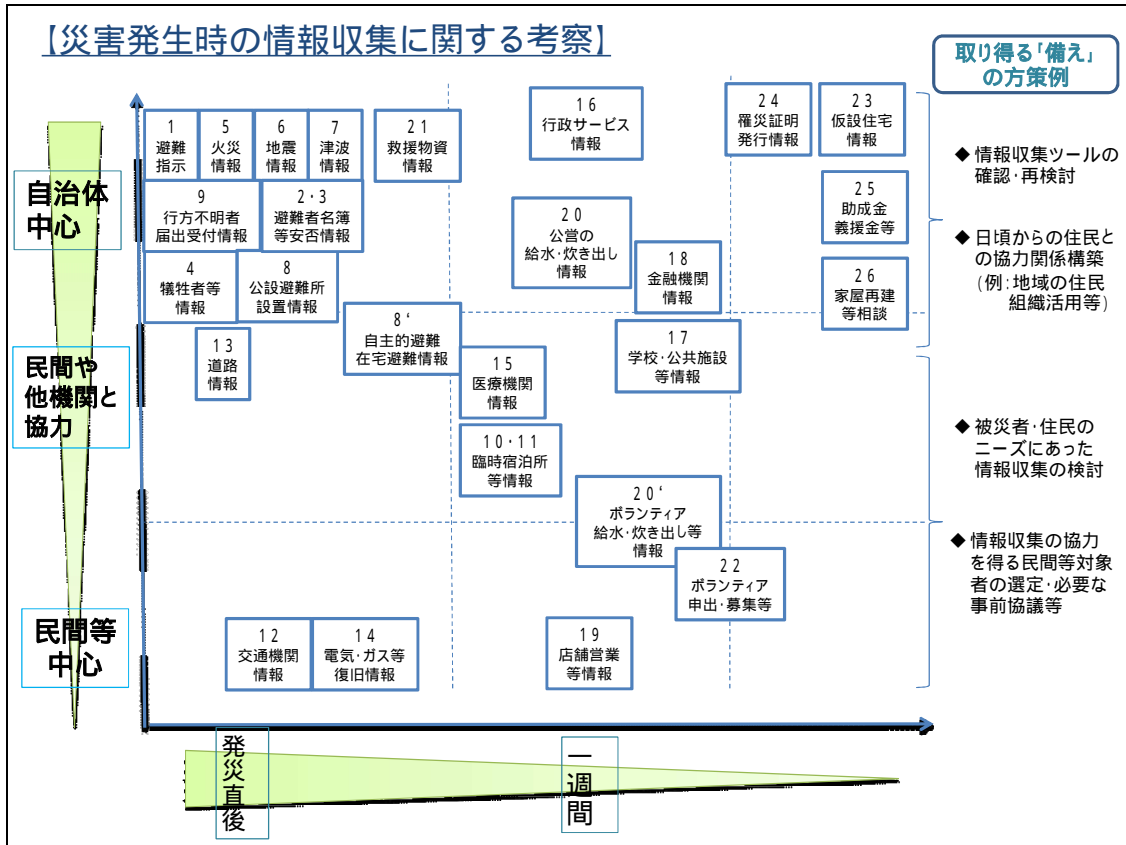 【災害発生時の情報収集に関する考察】
取り得る「備え」
の方策例
1
避難
指示
5
火災
情報
6
地震
情報
7
津波
情報
21
救援物資
情報
16
行政サービス
情報
24
罹災証明
発行情報
23
仮設住宅
情報
9
行方不明者
届出受付情報
2・3
避難者名簿
等安否情報
20
公営の
給水・炊き出し
情報
25
助成金
義援金等
4
犠牲者等
情報
8
公設避難所
設置情報
18
金融機関
情報
26
家屋再建
等相談
8‘
自主的避難
在宅避難情報
13
道路
情報
15
医療機関
情報
17
学校・公共施設
等情報
10・11
臨時宿泊所
等情報
20‘
ボランティア
給水・炊き出し等
情報
22
ボランティア
申出・募集等
12
交通機関
情報
14
電気・ガス等
復旧情報
19
店舗営業
等情報
自治体
中心
民間や
他機関と
協力
民間等
中心
発災直後
一週間
◆ 情報収集ツールの
確認・再検討
◆ 日頃からの住民と
の協力関係構築
(例：地域の住民
組織活用等)
◆ 被災者・住民の
ニーズにあった
情報収集の検討
◆ 情報収集の協力
を得る民間等対象
者の選定・必要な
事前協議等